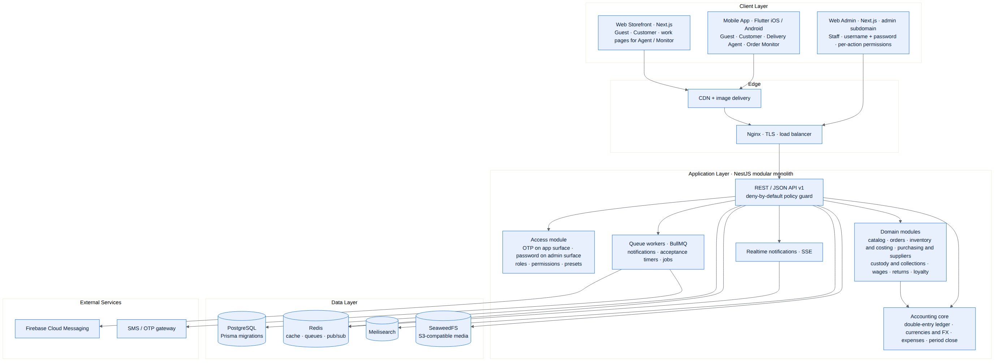 Client Layer
Web Storefront · Next.js
Guest · Customer · work
pages for Agent / Monitor
Mobile App · Flutter iOS /
Android
Guest · Customer · Delivery
Agent · Order Monitor
Web Admin · Next.js · admin
subdomain
Staff · username + password
· per-action permissions
Edge
CDN + image delivery
Nginx · TLS · load balancer
Application Layer · NestJS modular monolith
REST / JSON API v1
deny-by-default policy guard
Access module
OTP on app surface ·
password on admin surface
roles · permissions · presets
Queue workers · BullMQ
notifications · acceptance
timers · jobs
Realtime notifications · SSE
Domain modules
catalog · orders · inventory
and costing · purchasing and
suppliers
custody and collections ·
wages · returns · loyalty
Accounting core
double-entry ledger ·
currencies and FX ·
expenses · period close
External Services
Firebase Cloud Messaging
SMS / OTP gateway
Data Layer
PostgreSQL
Prisma migrations
Redis
cache · queues · pub/sub
Meilisearch
SeaweedFS
S3-compatible media